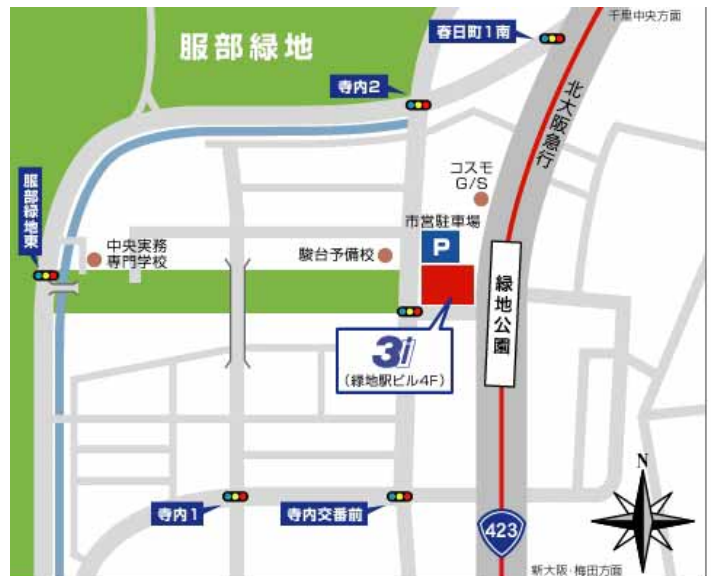 千里中央方面
春日町1南
服部緑地
寺内2
北大阪急行
コスモ
G/S
服部緑地東
市営駐車場
中央実務
専門学校
駿台予備校
P
緑地公園
3i
(緑地駅ビル4F)
N
寺内1
寺内交番前
423
新大阪・梅田方面